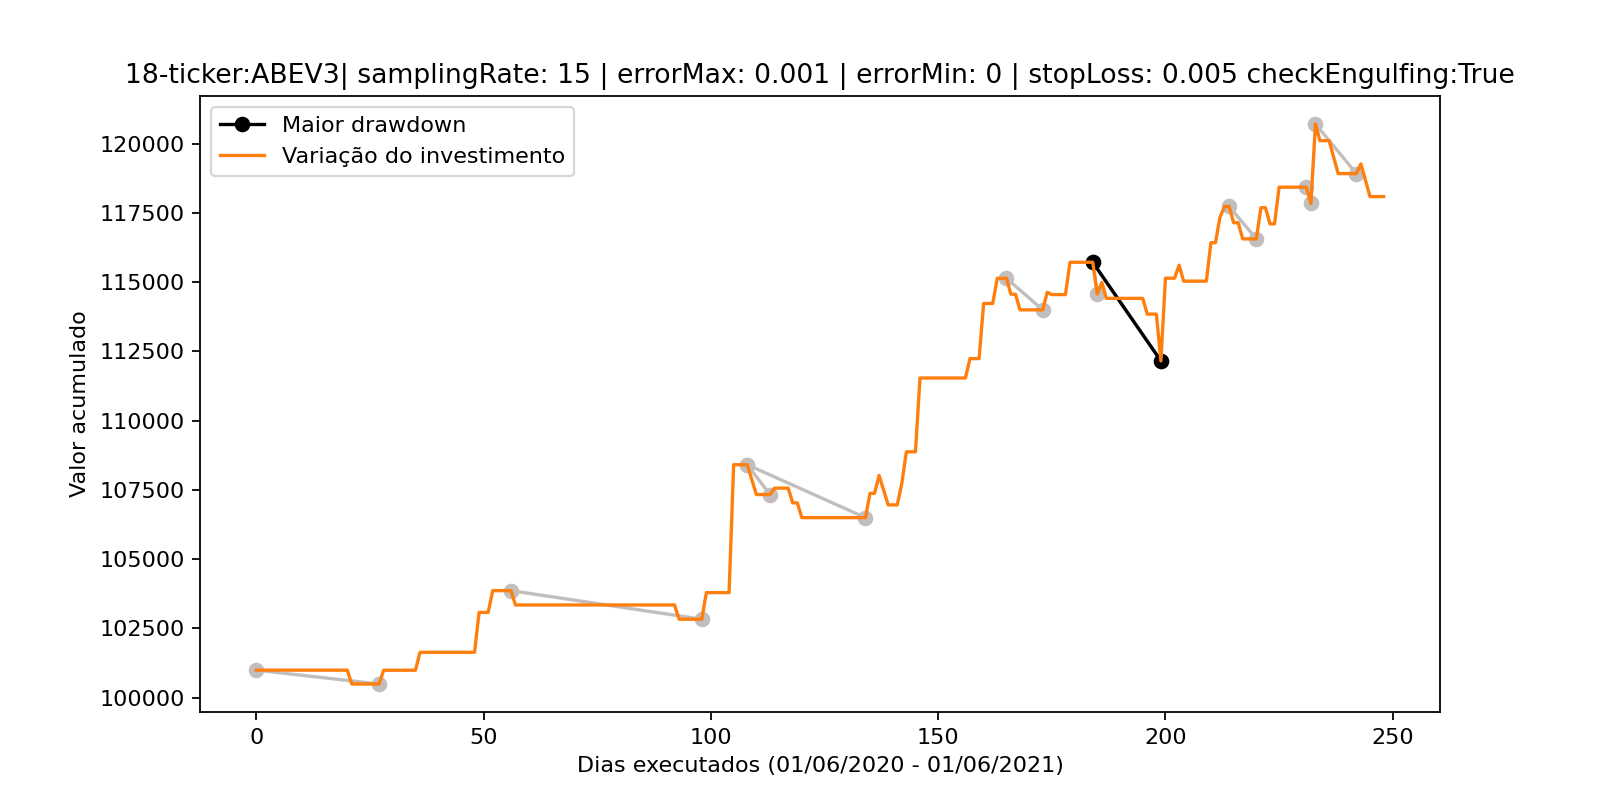 18-ticker:ABEV3| samplingRate: 15 | errorMax: 0.001 | errorMin: 0 | stopLoss: 0.005 checkEngulfing:True
Maior drawdown
Variação do investimento
120000
117500
115000
112500
110000
107500
105000
102500
100000
Valor acumulado
0 50 100 150 200 250
Dias executados (01/06/2020 - 01/06/2021)